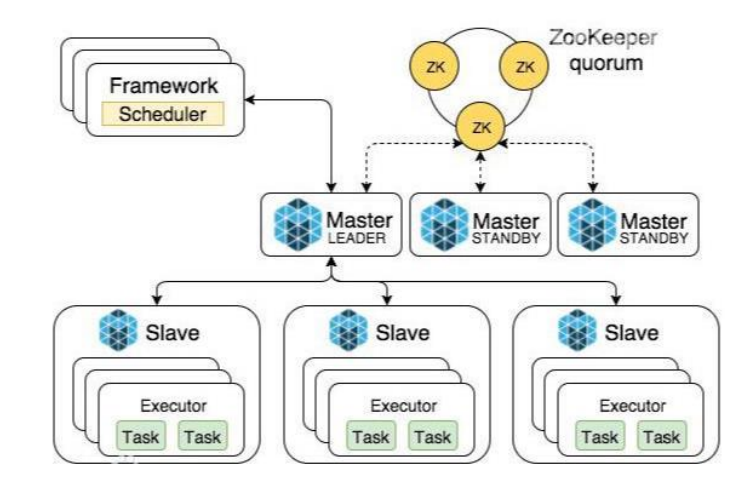 ZooKeeper
quorum
ZK
ZK
ZK
Framework
Scheduler
Master
LEADER
Master
STANDBY
Master
STANDBY
Slave
Executor
Task Task
Slave
Executor
Task Task
Slave
Executor
Task Task